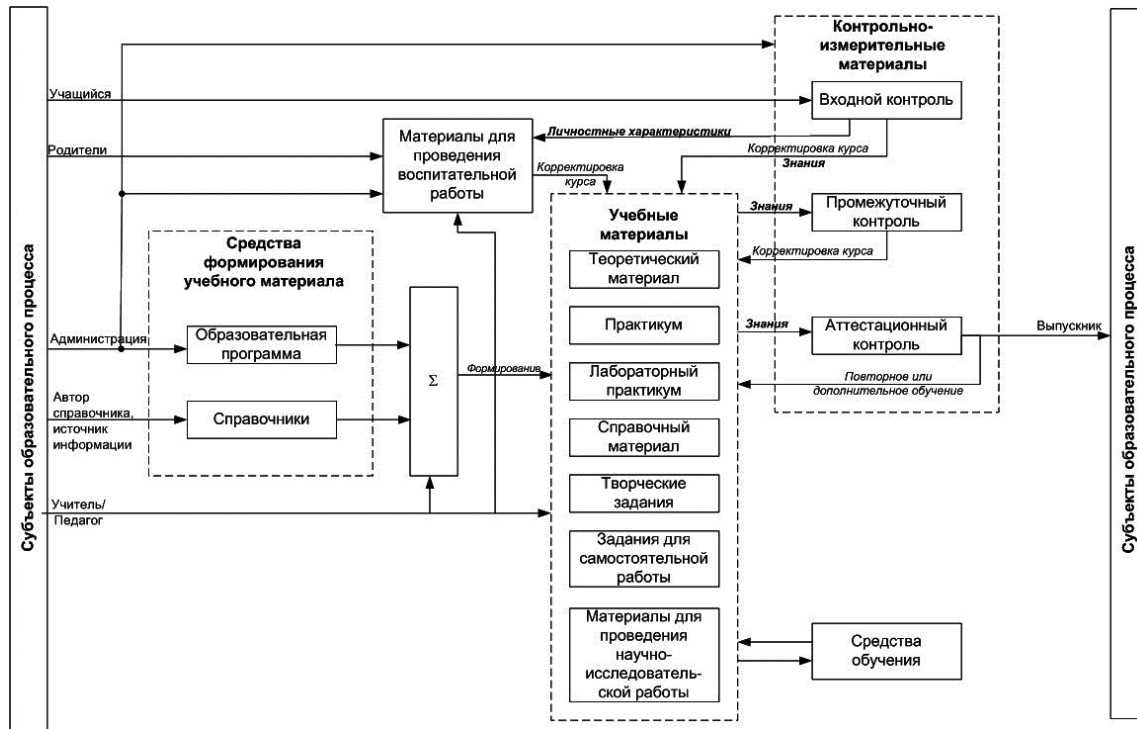 Субъекты образовательного процесса
Учащийся
Родители
Администрация
Автор
справочника,
источник
информации
Учитель/
Педагог
Средства
формирования
учебного материала
Образовательная
программа
Справочники
Материалы для
проведения
воспитательной
работы
Σ
Формирование
Личностные характеристики
Корректировка
курса
Корректировка курса
Знания
Учебные
материалы
Теоретический
материал
Практикум
Лабораторный
практикум
Справочный
материал
Творческие
задания
Задания для
самостоятельной
работы
Материалы для
проведения
научно-
исследователь-
ской работы
Контрольно-
измерительные
материалы
Входной контроль
Знания
Промежуточный
контроль
Корректировка курса
Знания
Аттестационный
контроль
Повторное или
дополнительное обучение
Средства
обучения
Выпускник
Субъекты образовательного процесса